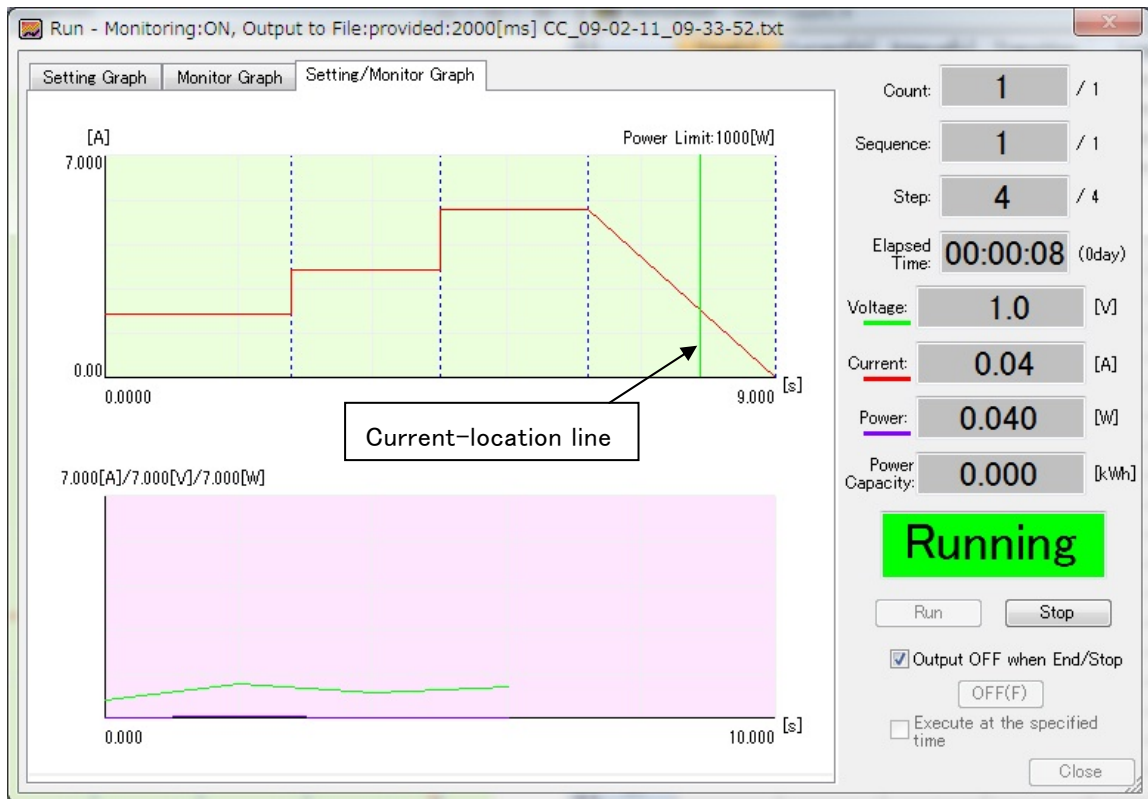 Run - Monitoring:ON, Output to File:provided:2000[ms] CC_09-02-11_09-33-52.txt
Setting Graph
Monitor Graph
Setting/Monitor Graph
[A]
Power Limit:1000[W]
7.000
0.00
0.0000
9.000
[s]
Current-location line
7.000[A]/7.000[V]/7.000[W]
0.000
10.000
[s]
Count: 1 / 1
Sequence: 1 / 1
Step: 4 / 4
Elapsed
Time: 00:00:08 (0day)
Voltage: 1.0 [V]
Current: 0.04 [A]
Power: 0.040 [W]
Power
Capacity: 0.000 [kWh]
Running
Run
Stop
Output OFF when End/Stop
OFF(F)
Execute at the specified
time
Close